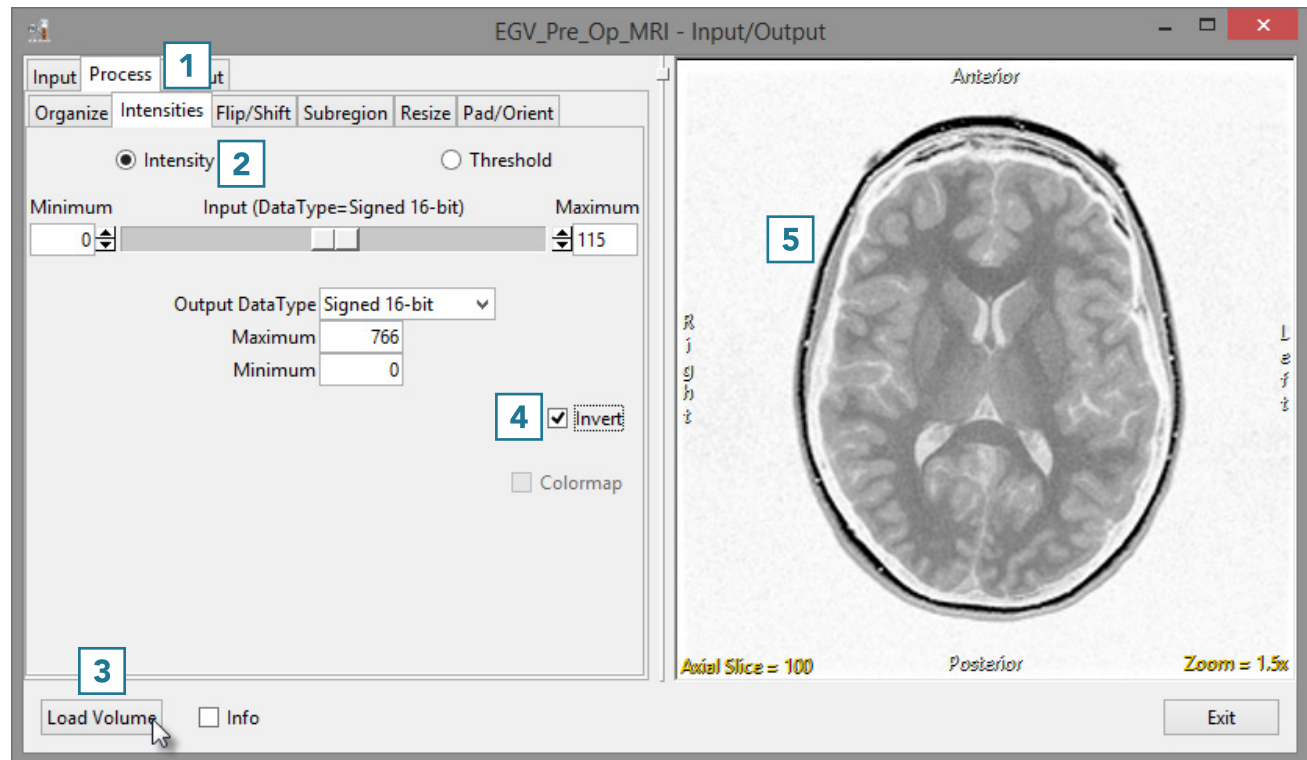 EGV_Pre_Op_MRI - Input/Output
1
Input Process ut
Organize Intensities Flip/Shift Subregion Resize Pad/Orient
Intensity 2 Threshold
Minimum Input (DataType=Signed 16-bit) Maximum
0 115
Output DataType Signed 16-bit
Maximum 766
Minimum 0
4 Invert
Colormap
3
Load Volume Info
Anterior
5
Right
Left
Axial Slice = 100 Posterior Zoom = 1.5x
Exit